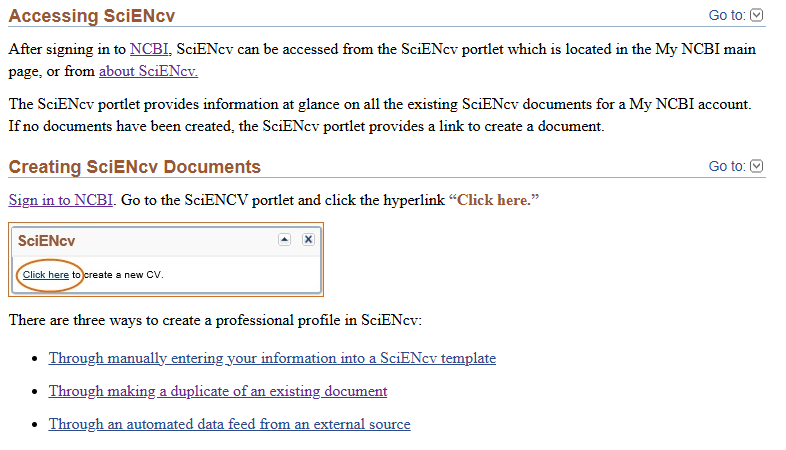 Accessing SciENcv
Go to:
After signing in to NCBI, SciENcv can be accessed from the SciENcv portlet which is located in the My NCBI main
page, or from about SciENcv.
The SciENcv portlet provides information at glance on all the existing SciENcv documents for a My NCBI account.
If no documents have been created, the SciENcv portlet provides a link to create a document.
Creating SciENcv Documents
Go to:
Sign in to NCBI. Go to the SciENCV portlet and click the hyperlink “Click here.”
SciENcv
Click here to create a new CV.
There are three ways to create a professional profile in SciENcv:
• Through manually entering your information into a SciENcv template
• Through making a duplicate of an existing document
• Through an automated data feed from an external source